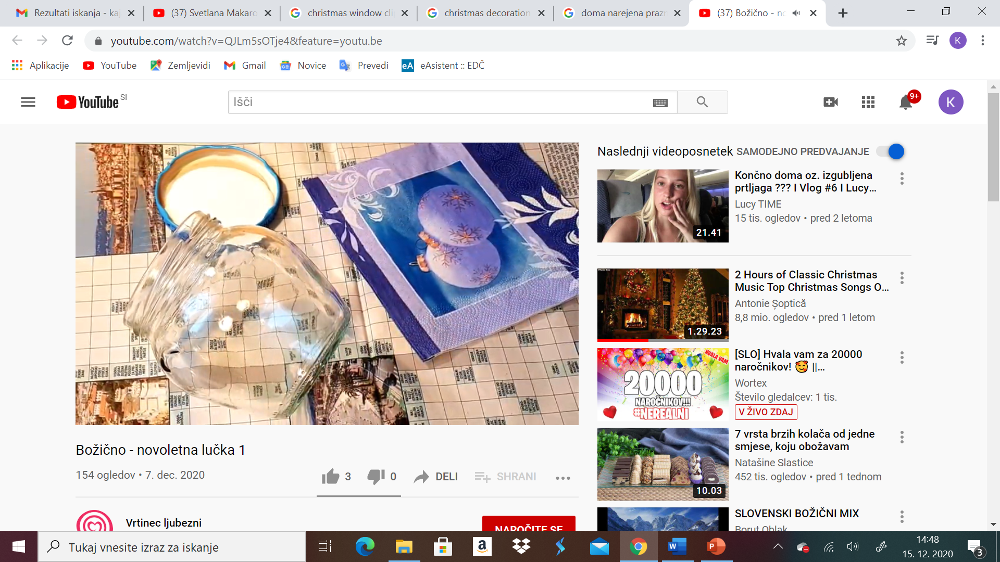 Rezultati iskanja - kaj
(37) Svetlana Makaro
christmas window cli
christmas decoration
doma narejena prazn
(37) Božično - no
youtube.com/watch?v=QJLm5sOTje4&feature=youtu.be
K
Aplikacije
YouTube
Zemljevidi
Gmail
Novice
Prevedi
eA eAsistent :: EDČ
YouTube SI
Išči
9+
K
Naslednji videoposnetek
SAMODEJNO PREDVAJANJE
Končno doma oz. izgubljena
prtljaga ??? I Vlog #6 I Lucy...
Lucy TIME
15 tis. ogledov • pred 2 letoma
21.41
2 Hours of Classic Christmas
Music Top Christmas Songs O...
Antonie Șoptică
8,8 mio. ogledov • pred 1 letom
Music Box
1.29.23
[SLO] Hvala vam za 20000
naročnikov! 🥰 ||...
Wortex
Število gledalcev: 1 tis.
V ŽIVO ZDAJ
HVALA VAM
20000
NAROČNIKOV!!!
#NEREALNI
7 vrsta brzih kolača od jedne
smjese, koju obožavam
Natašine Slastice
452 tis. ogledov • pred 1 tednom
10.03
SLOVENSKI BOŽIČNI MIX
Borut Oblak
Božično - novoletna lučka 1
154 ogledov • 7. dec. 2020
3
0
DELI
SHRANI
Vrtinec ljubezni
NAROČITE SE
Tukaj vnesite izraz za iskanje
14:48
15. 12. 2020
3